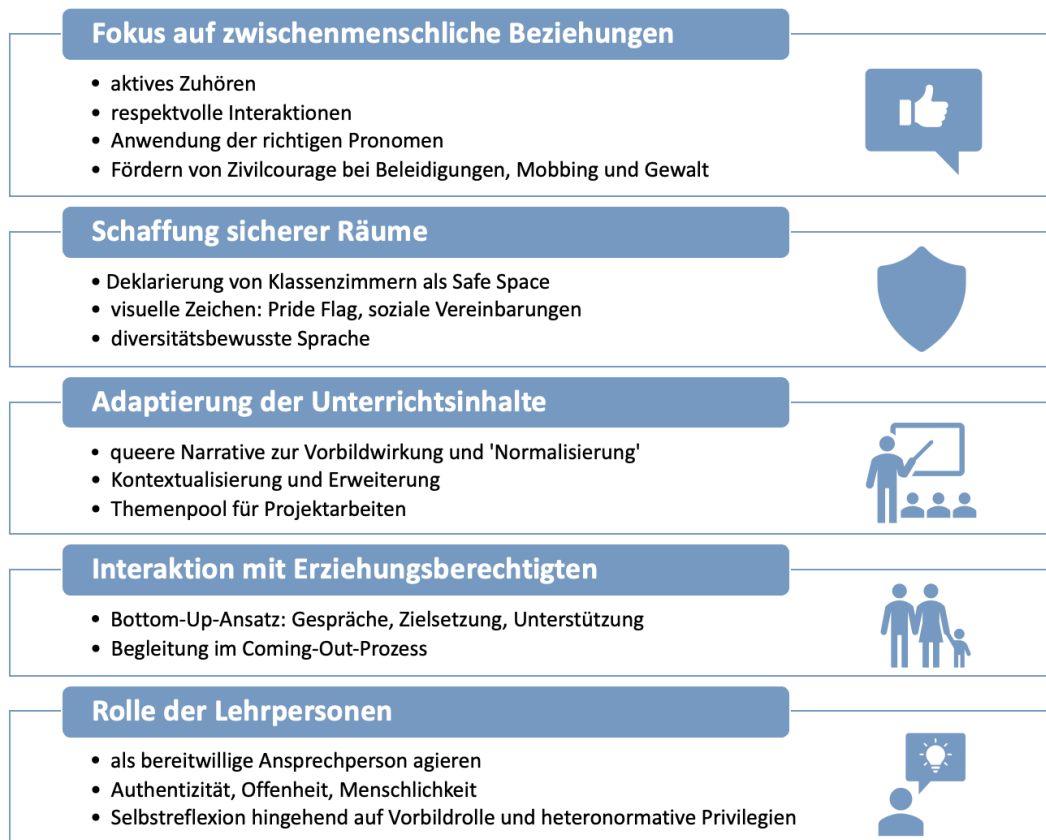 Fokus auf zwischenmenschliche Beziehungen
• aktives Zuhören
• respektvolle Interaktionen
• Anwendung der richtigen Pronomen
• Fördern von Zivilcourage bei Beleidigungen, Mobbing und Gewalt
Schaffung sicherer Räume
• Deklarierung von Klassenzimmern als Safe Space
• visuelle Zeichen: Pride Flag, soziale Vereinbarungen
• diversitätsbewusste Sprache
Adaptierung der Unterrichtsinhalte
• queere Narrative zur Vorbildwirkung und 'Normalisierung'
• Kontextualisierung und Erweiterung
• Themenpool für Projektarbeiten
Interaktion mit Erziehungsberechtigten
• Bottom-Up-Ansatz: Gespräche, Zielsetzung, Unterstützung
• Begleitung im Coming-Out-Prozess
Rolle der Lehrpersonen
• als bereitwillige Ansprechperson agieren
• Authentizität, Offenheit, Menschlichkeit
• Selbstreflexion hingehend auf Vorbildrolle und heteronormative Privilegien